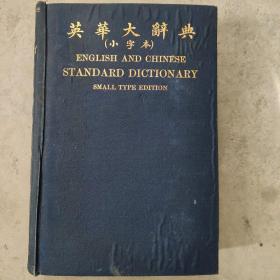 英華大辭典
(小字本)
ENGLISH AND CHINESE
STANDARD DICTIONARY
SMALL TYPE EDITION